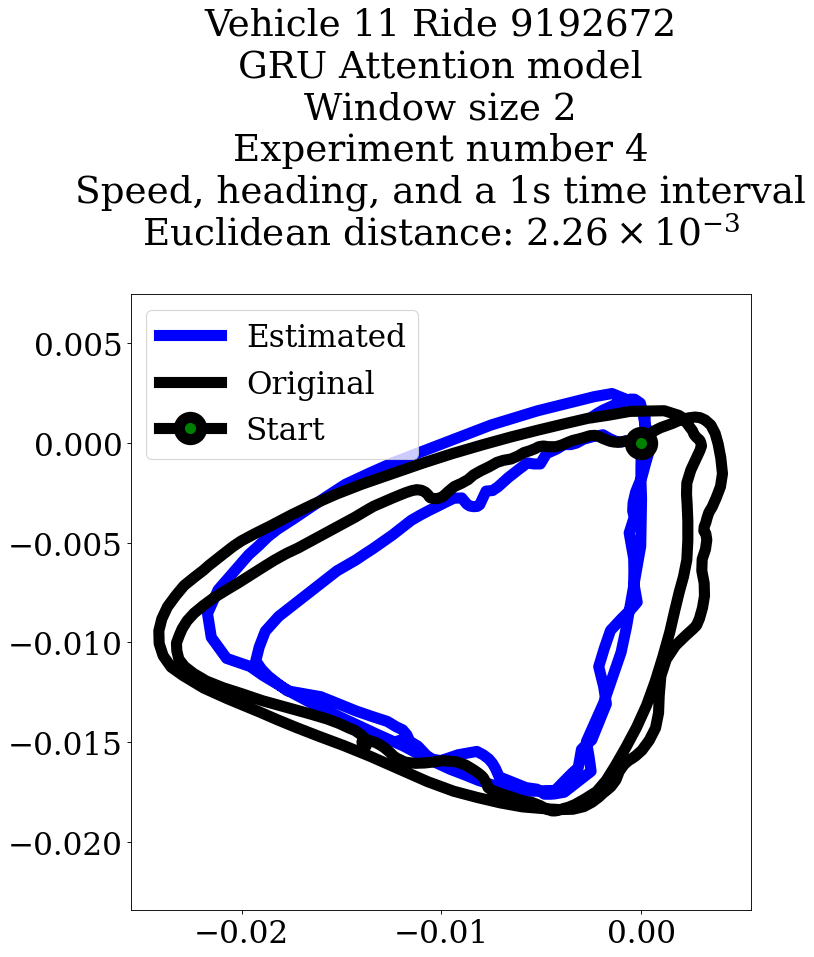 Vehicle 11 Ride 9192672
GRU Attention model
Window size 2
Experiment number 4
Speed, heading, and a 1s time interval
Euclidean distance: 2.26 × 10⁻³
Estimated
Original
Start
0.005
0.000
−0.005
−0.010
−0.015
−0.020
−0.02
−0.01
0.00